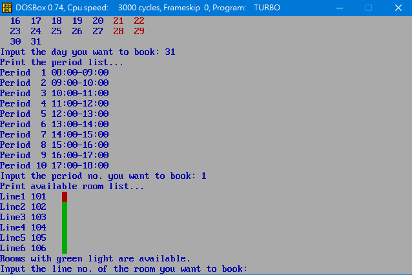 DOSBox 0.74, Cpu speed:    3000 cycles, Frameskip  0, Program:   TURBO
16  17  18  19  20  21  22
23  24  25  26  27  28  29
30  31
Input the day you want to book: 31
Print the period list...
Period  1 08:00-09:00
Period  2 09:00-10:00
Period  3 10:00-11:00
Period  4 11:00-12:00
Period  5 12:00-13:00
Period  6 13:00-14:00
Period  7 14:00-15:00
Period  8 15:00-16:00
Period  9 16:00-17:00
Period 10 17:00-18:00
Input the period no. you want to book: 1
Print available room list...
Line1 101
Line2 102
Line3 103
Line4 104
Line5 105
Line6 106
Rooms with green light are available.
Input the line no. of the room you want to book: